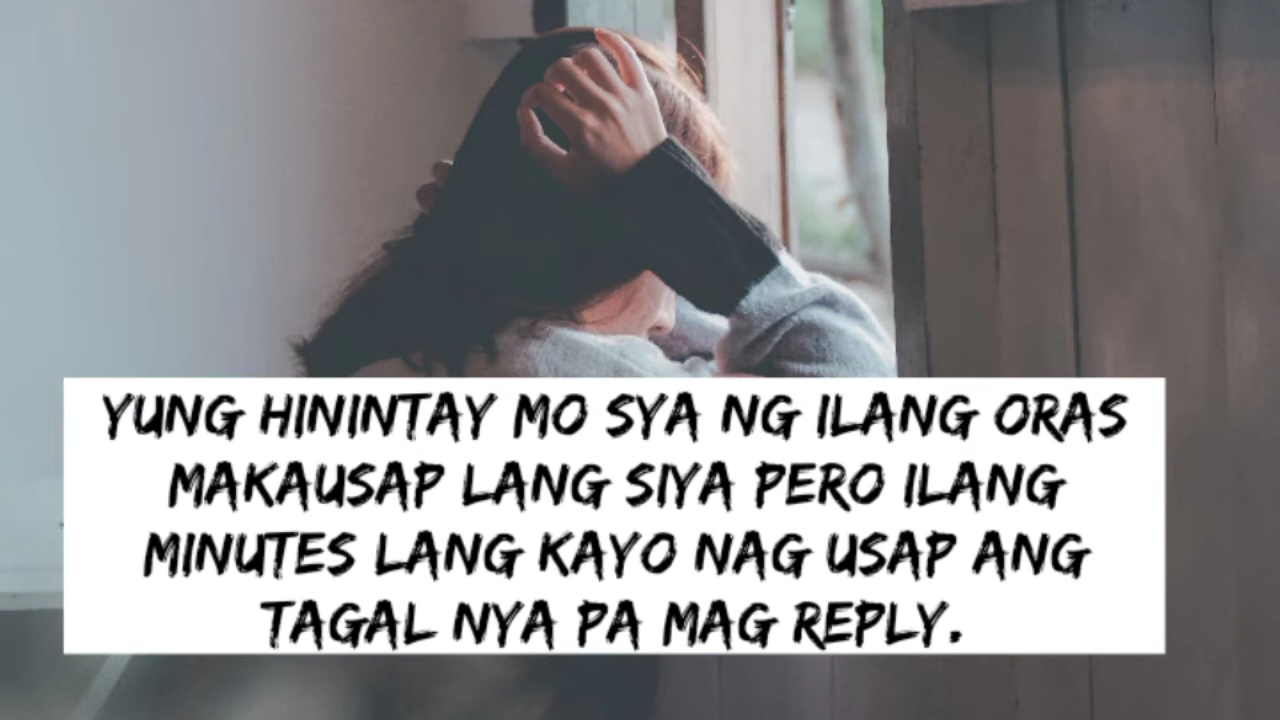 YUNG HININTAY MO SYA NG ILANG ORAS
MAKAUSAP LANG SIYA PERO ILANG
MINUTES LANG KAYO NAG USAP ANG
TAGAL NYA PA MAG REPLY.